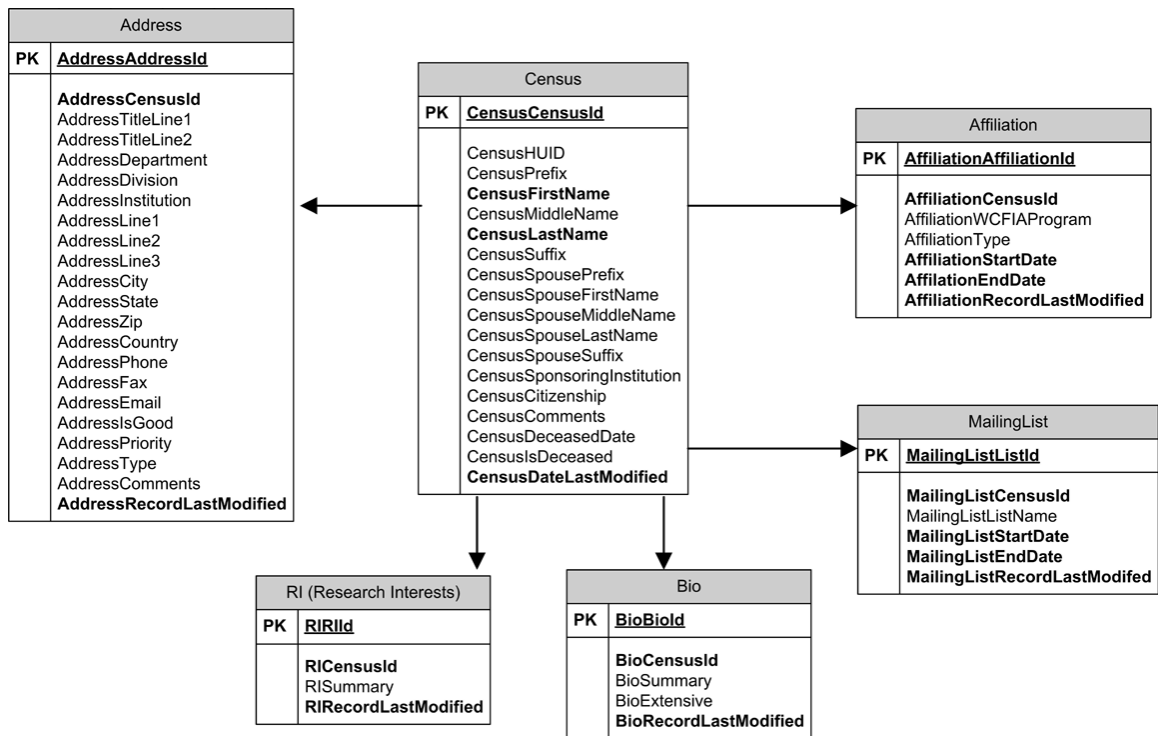 Address
PK AddressAddressId
AddressCensusId
AddressTitleLine1
AddressTitleLine2
AddressDepartment
AddressDivision
AddressInstitution
AddressLine1
AddressLine2
AddressLine3
AddressCity
AddressState
AddressZip
AddressCountry
AddressPhone
AddressFax
AddressEmail
AddressIsGood
AddressPriority
AddressType
AddressComments
AddressRecordLastModified
Census
PK CensusCensusId
CensusHUID
CensusPrefix
CensusFirstName
CensusMiddleName
CensusLastName
CensusSuffix
CensusSpousePrefix
CensusSpouseFirstName
CensusSpouseMiddleName
CensusSpouseLastName
CensusSpouseSuffix
CensusSponsoringInstitution
CensusCitizenship
CensusComments
CensusDeceasedDate
CensusIsDeceased
CensusDateLastModified
Affiliation
PK AffiliationAffiliationId
AffiliationCensusId
AffiliationWCFIAProgram
AffiliationType
AffiliationStartDate
AffilationEndDate
AffiliationRecordLastModified
MailingList
PK MailingListListId
MailingListCensusId
MailingListListName
MailingListStartDate
MailingListEndDate
MailingListRecordLastModifed
RI (Research Interests)
PK RIRIId
RICensusId
RISummary
RIRecordLastModified
Bio
PK BioBioId
BioCensusId
BioSummary
BioExtensive
BioRecordLastModified